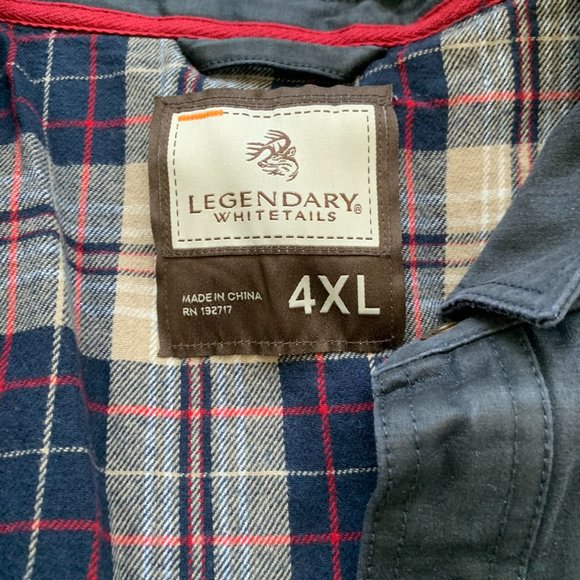 LEGENDARY®
WHITETAILS
MADE IN CHINA
RN 132717
4XL